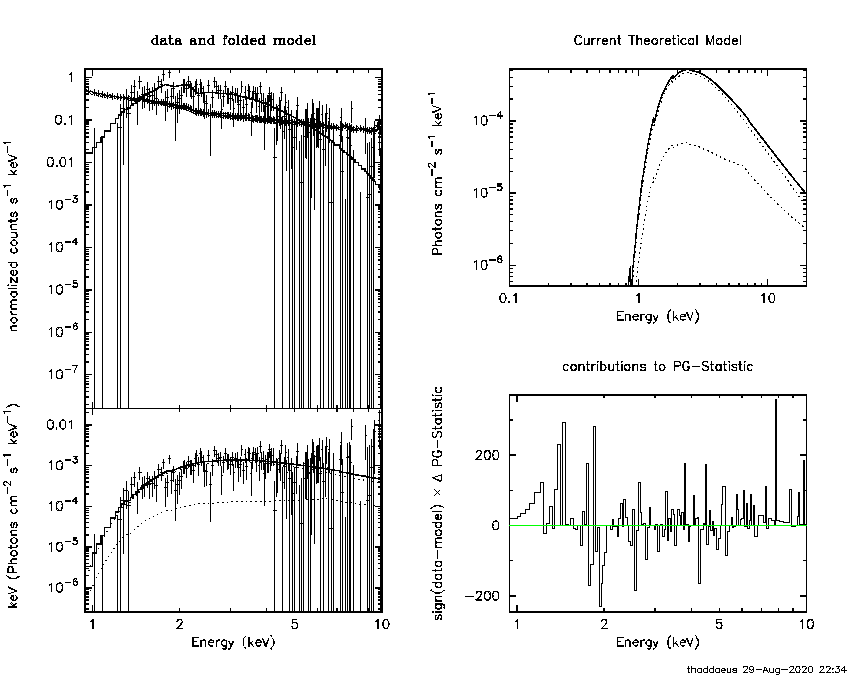 data and folded model
normalized counts s⁻¹ keV⁻¹
1
0.1
0.01
10⁻³
10⁻⁴
10⁻⁵
10⁻⁶
10⁻⁷
keV (Photons cm⁻² s⁻¹ keV⁻¹)
0.01
10⁻³
10⁻⁴
10⁻⁵
10⁻⁶
1 2 5 10
Energy (keV)
Current Theoretical Model
Photons cm⁻² s⁻¹ keV⁻¹
10⁻⁴
10⁻⁵
10⁻⁶
0.1 1 10
Energy (keV)
contributions to PG−Statistic
sign(data−model) × Δ PG−Statistic
200
0
−200
1 2 5 10
Energy (keV)
thaddaeus 29−Aug−2020 22:34